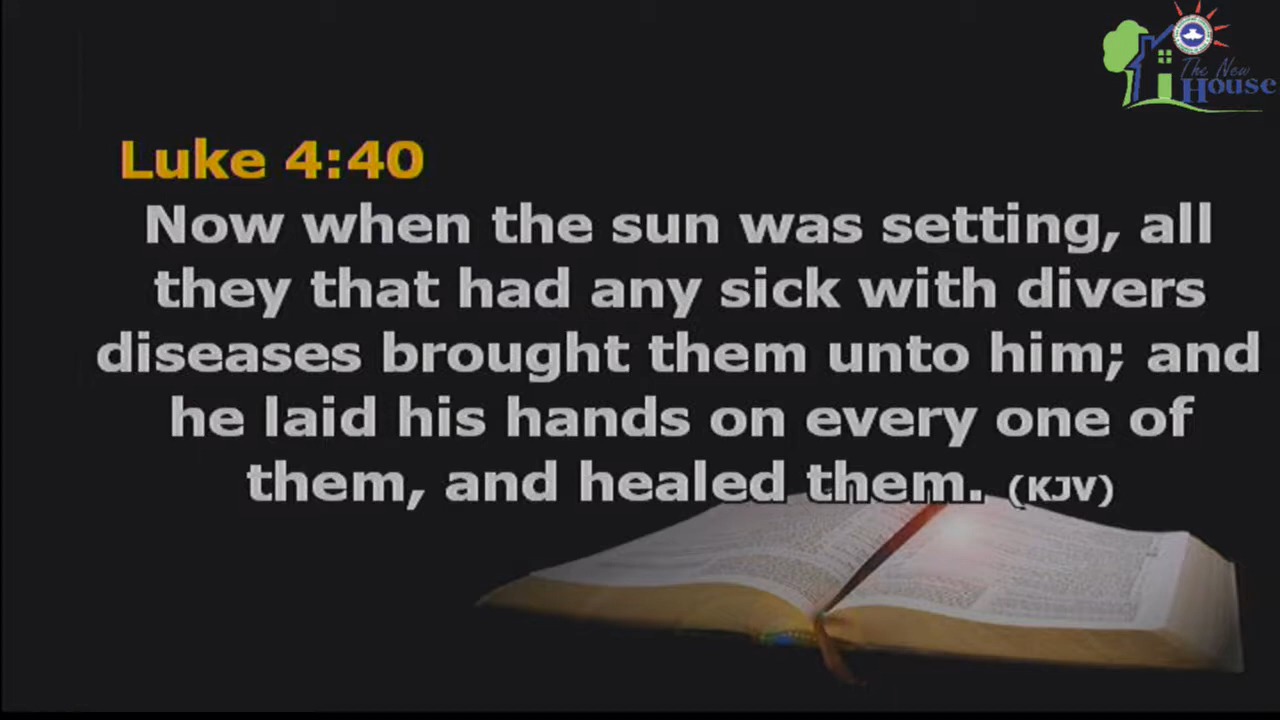 The New
House
Luke 4:40
Now when the sun was setting, all
they that had any sick with divers
diseases brought them unto him; and
he laid his hands on every one of
them, and healed them. (KJV)